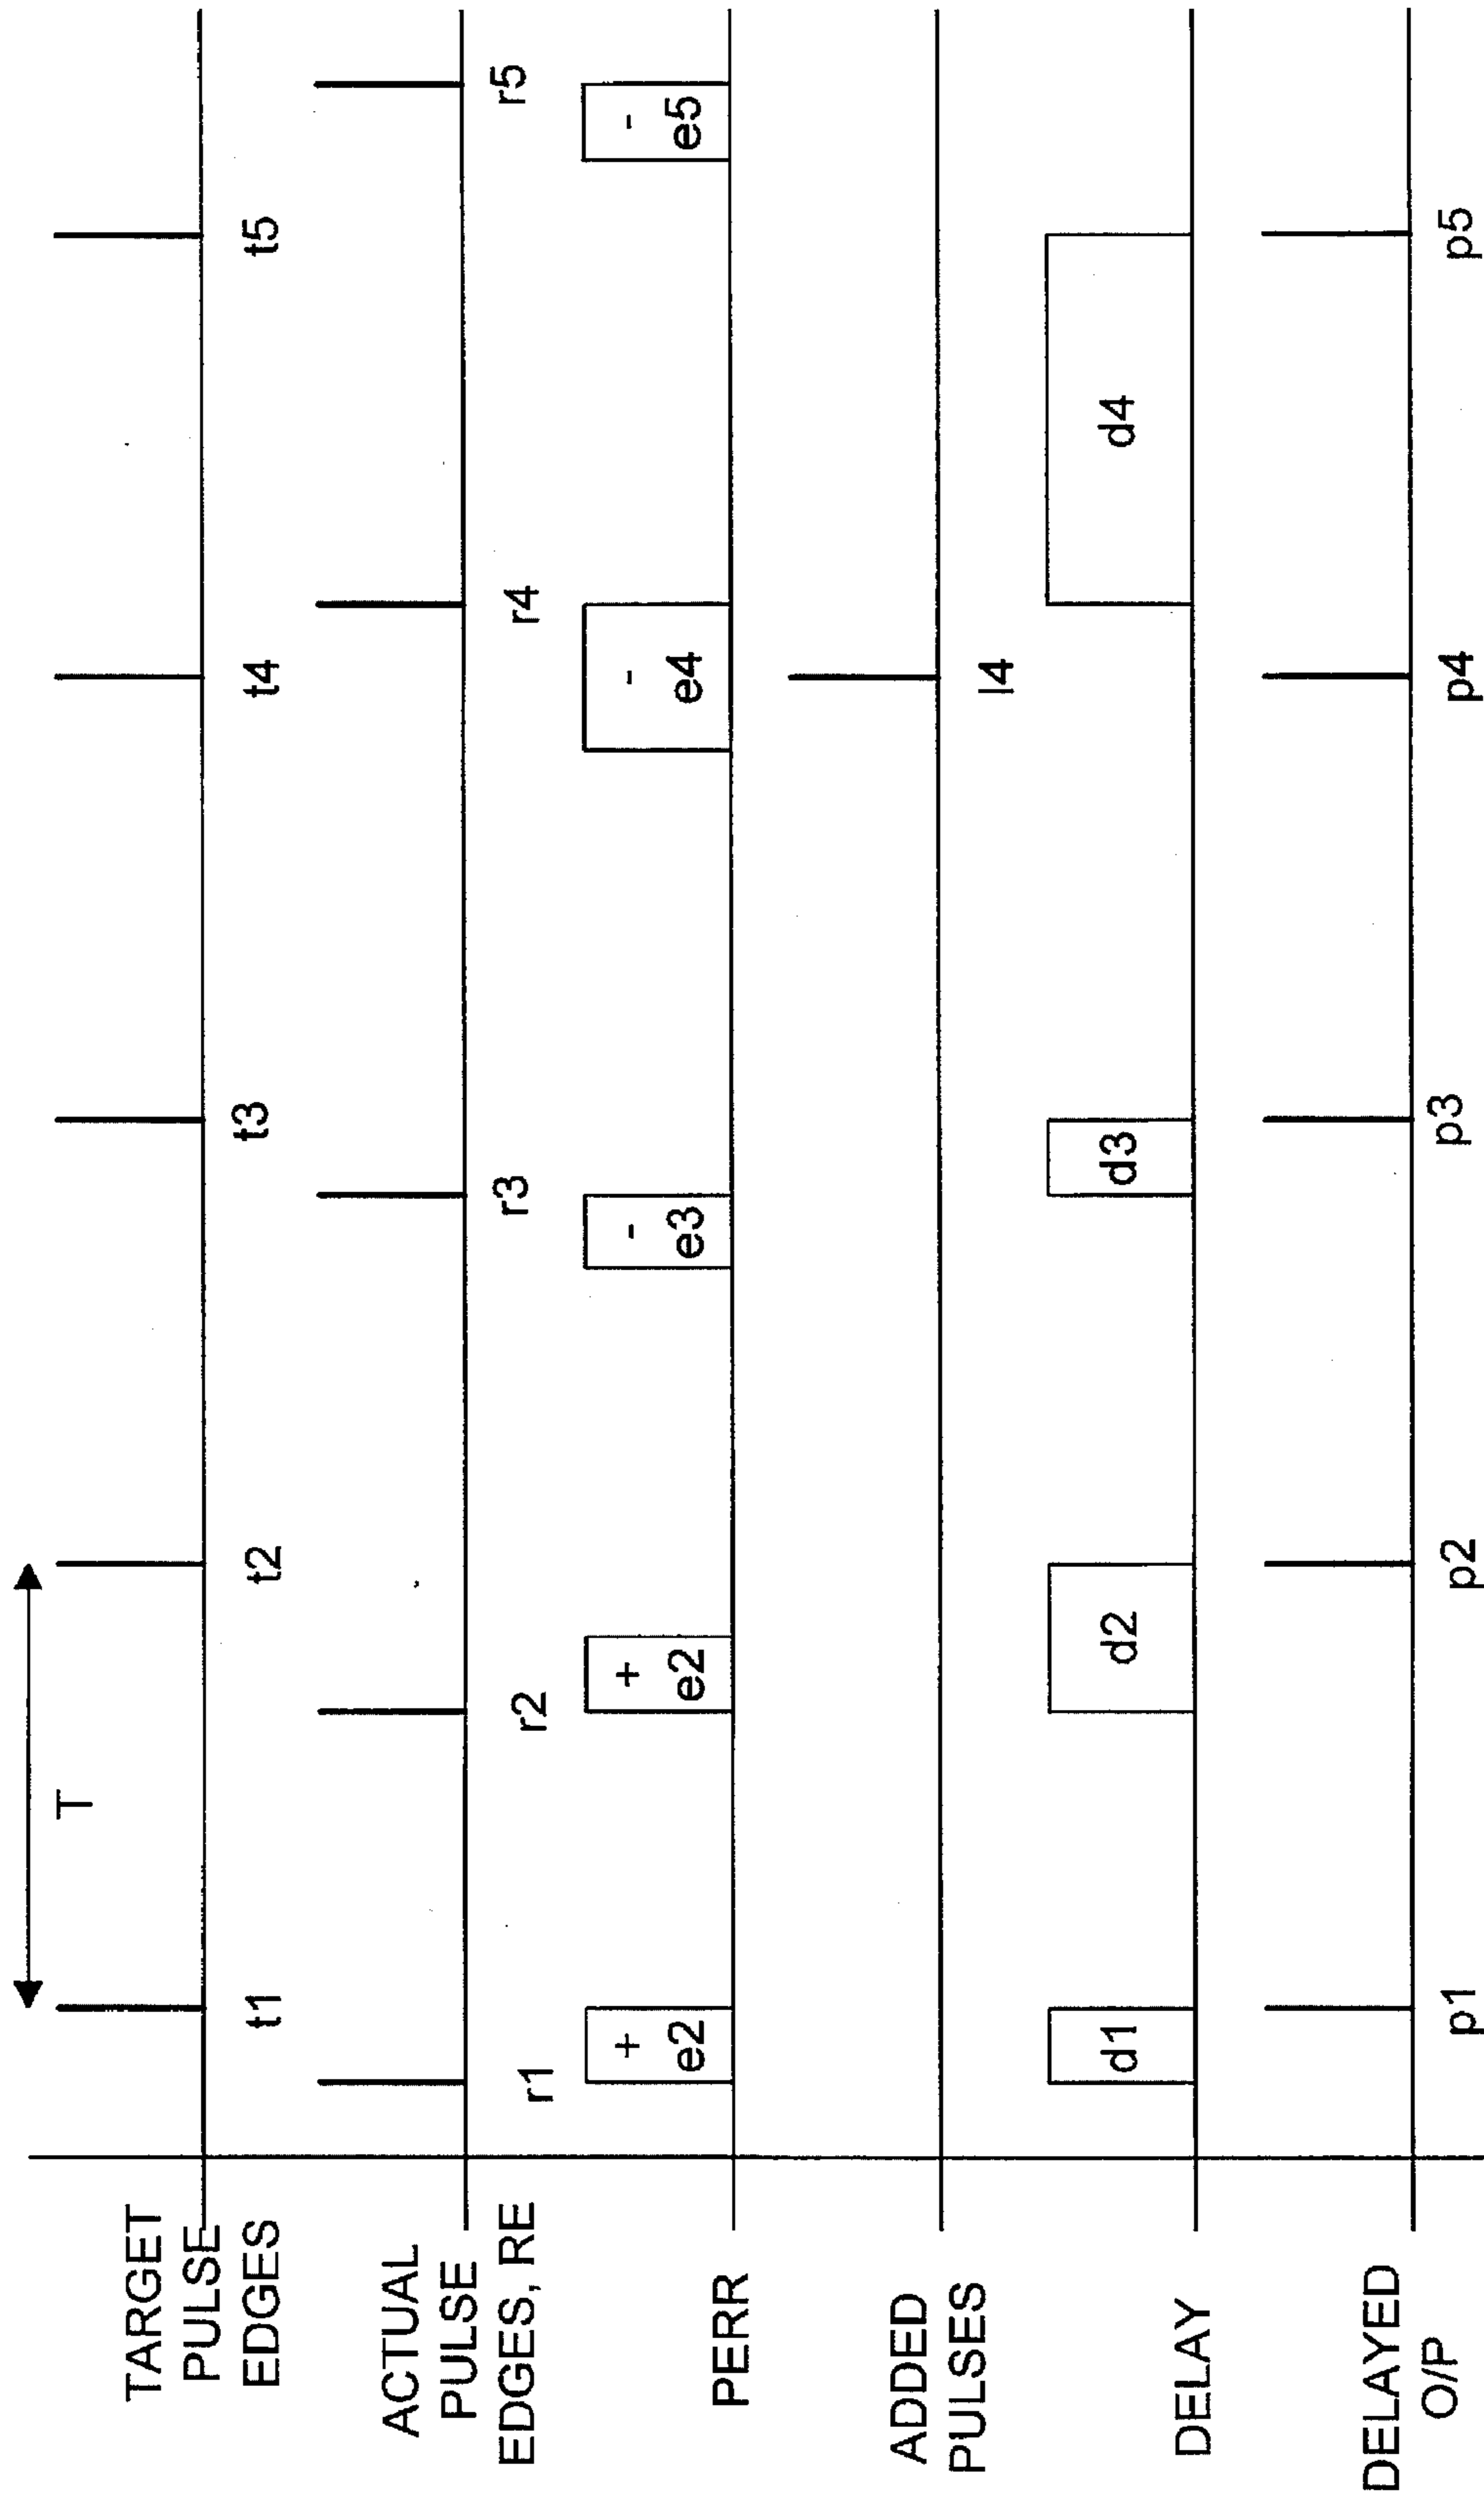 T
TARGET
PULSE
EDGES
t1 t2 t3 t4 t5
ACTUAL
PULSE
EDGES, RE
r1 r2 r3 r4 r5
PERR
+ + - - -
e2 e2 e3 e4 e5
ADDED
PULSES
I4
DELAY
d1 d2 d3 d4
DELAYED
O/P
p1 p2 p3 p4 p5